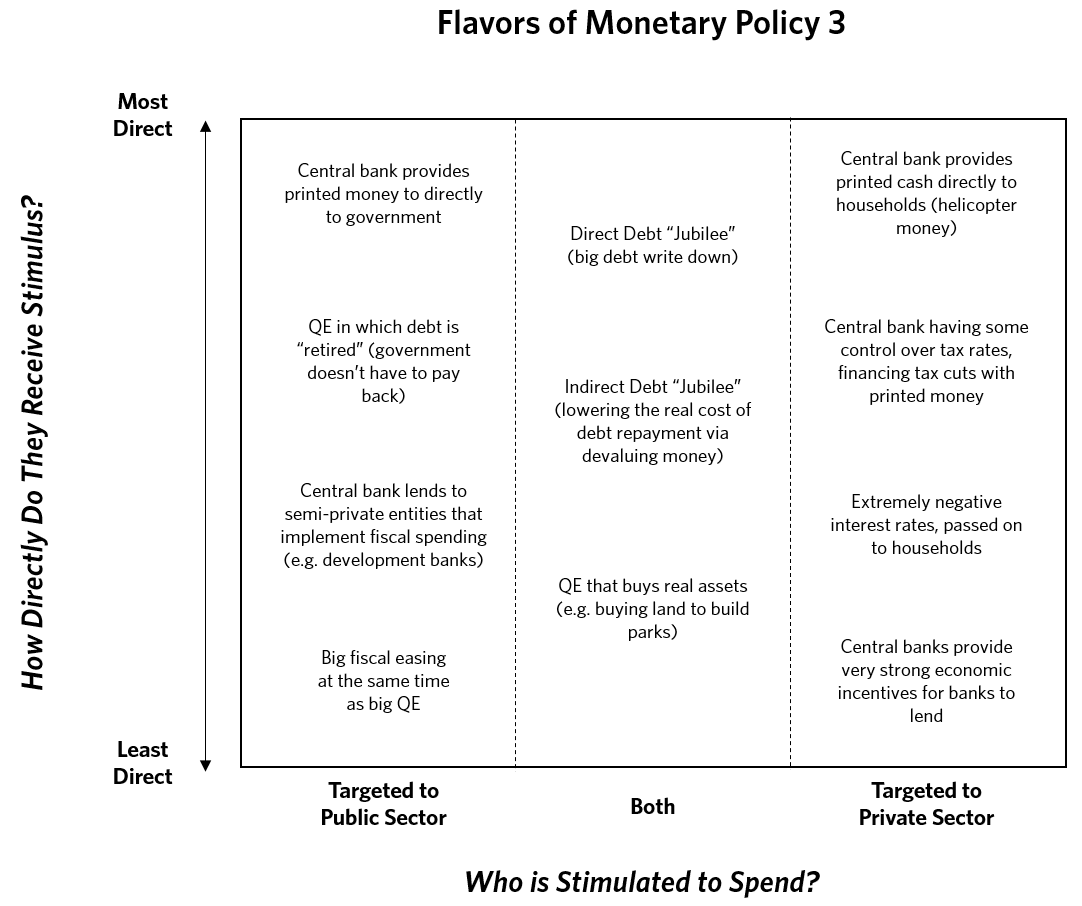 Flavors of Monetary Policy 3
Most
Direct
How Directly Do They Receive Stimulus?
Least
Direct
Central bank provides
printed money to directly
to government
QE in which debt is
“retired” (government
doesn’t have to pay
back)
Central bank lends to
semi-private entities that
implement fiscal spending
(e.g. development banks)
Big fiscal easing
at the same time
as big QE
Direct Debt “Jubilee”
(big debt write down)
Indirect Debt “Jubilee”
(lowering the real cost of
debt repayment via
devaluing money)
QE that buys real assets
(e.g. buying land to build
parks)
Central bank provides
printed cash directly to
households (helicopter
money)
Central bank having some
control over tax rates,
financing tax cuts with
printed money
Extremely negative
interest rates, passed on
to households
Central banks provide
very strong economic
incentives for banks to
lend
Targeted to
Public Sector
Both
Targeted to
Private Sector
Who is Stimulated to Spend?